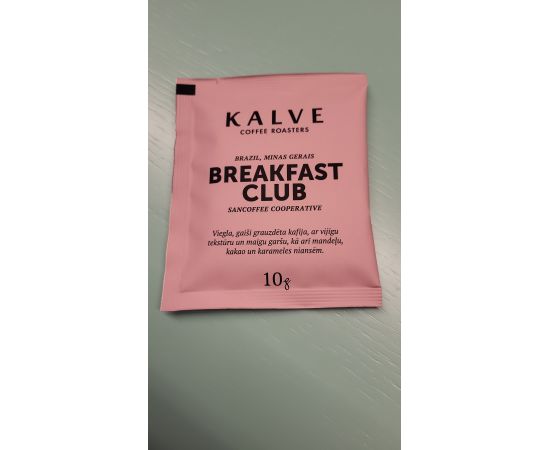 KALVE
COFFEE ROASTERS
BRAZIL, MINAS GERAIS
BREAKFAST
CLUB
SANCOFFEE COOPERATIVE
Viegla, gaiši grauzdēta kafija, ar vijīgu
tekstūru un maigu garšu, kā arī mandeļu,
kakao un karameles niansēm.
10g